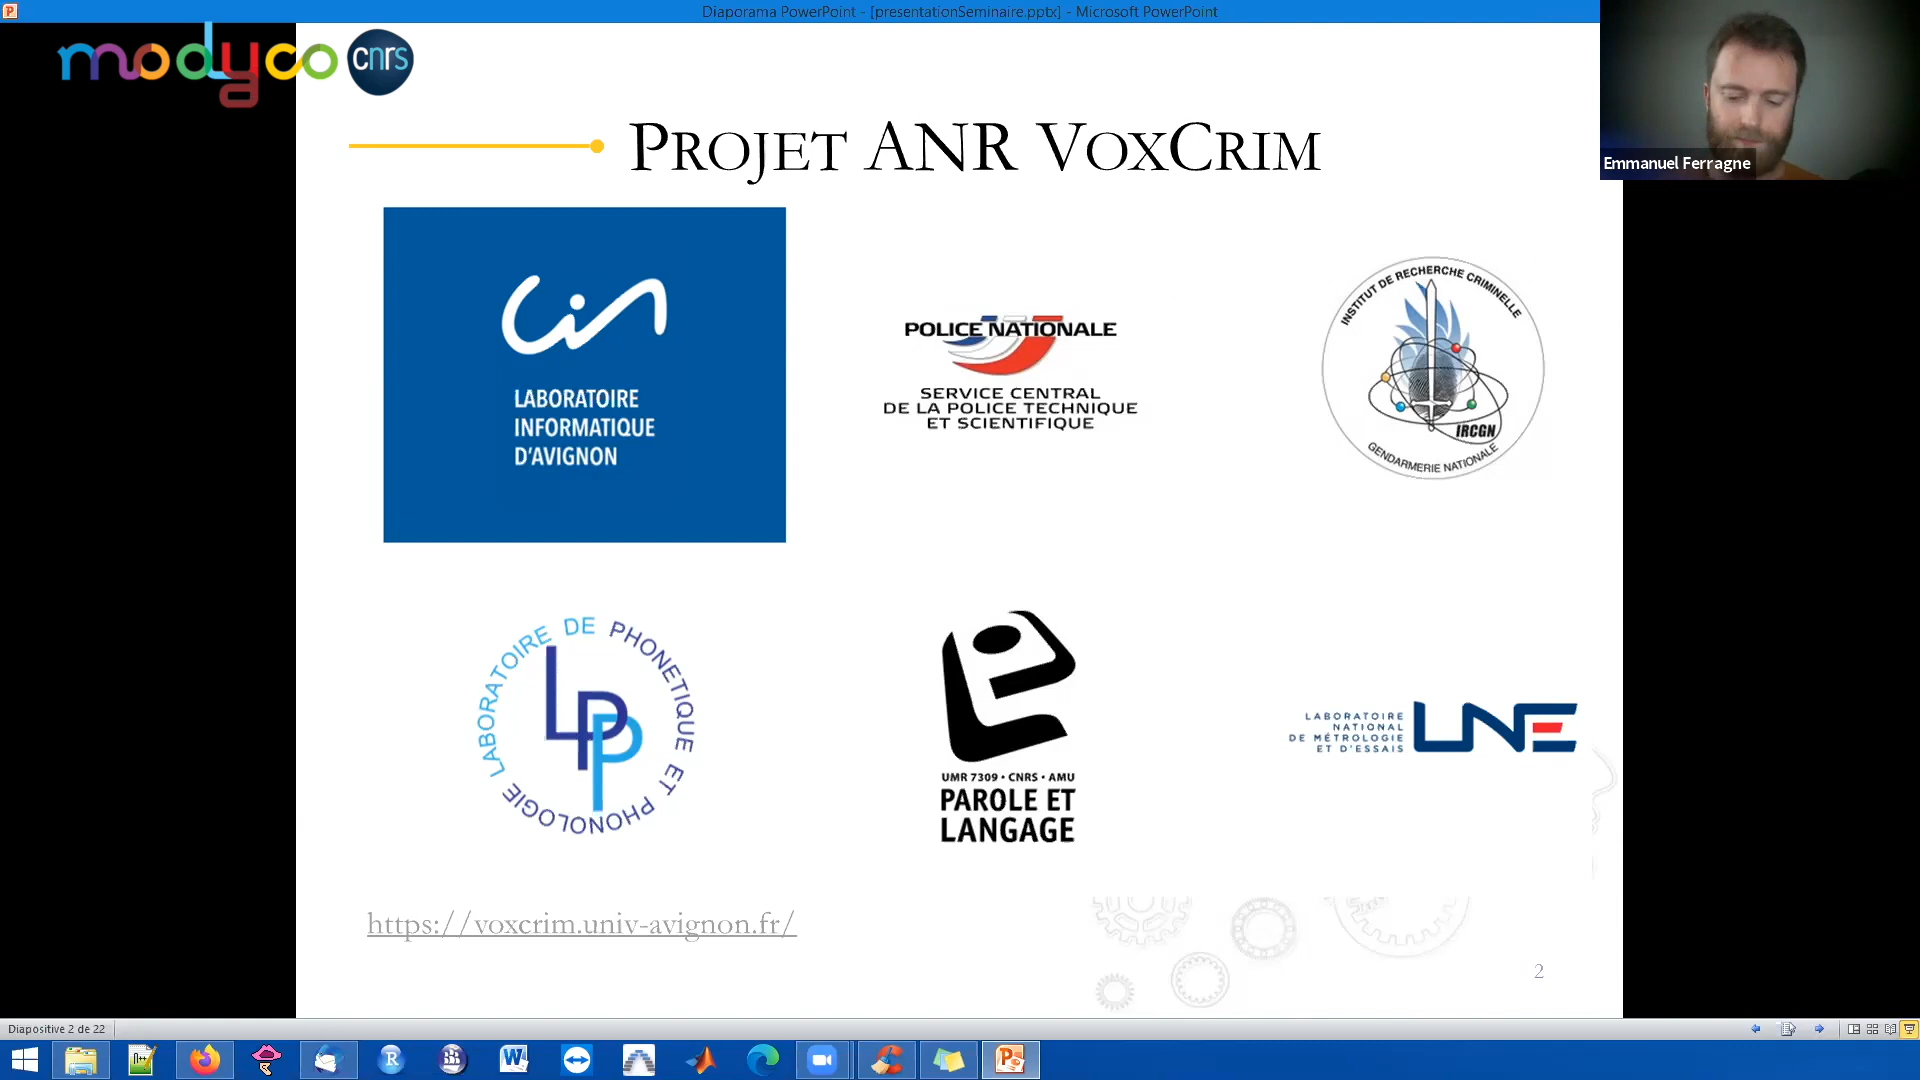 Diaporama PowerPoint - [presentationSeminaire.pptx] - Microsoft PowerPoint
modyco cnrs
Emmanuel Ferragne
PROJET ANR VOXCRIM
LABORATOIRE
INFORMATIQUE
D'AVIGNON
POLICE NATIONALE
SERVICE CENTRAL
DE LA POLICE TECHNIQUE
ET SCIENTIFIQUE
INSTITUT DE RECHERCHE CRIMINELLE
IRCGN
GENDARMERIE NATIONALE
LABORATOIRE DE PHONETIQUE ET PHONOLOGIE
LPP
UMR 7309 • CNRS • AMU
PAROLE ET
LANGAGE
LABORATOIRE
NATIONAL
DE MÉTROLOGIE
ET D'ESSAIS
LNE
https://voxcrim.univ-avignon.fr/
2
Diapositive 2 de 22